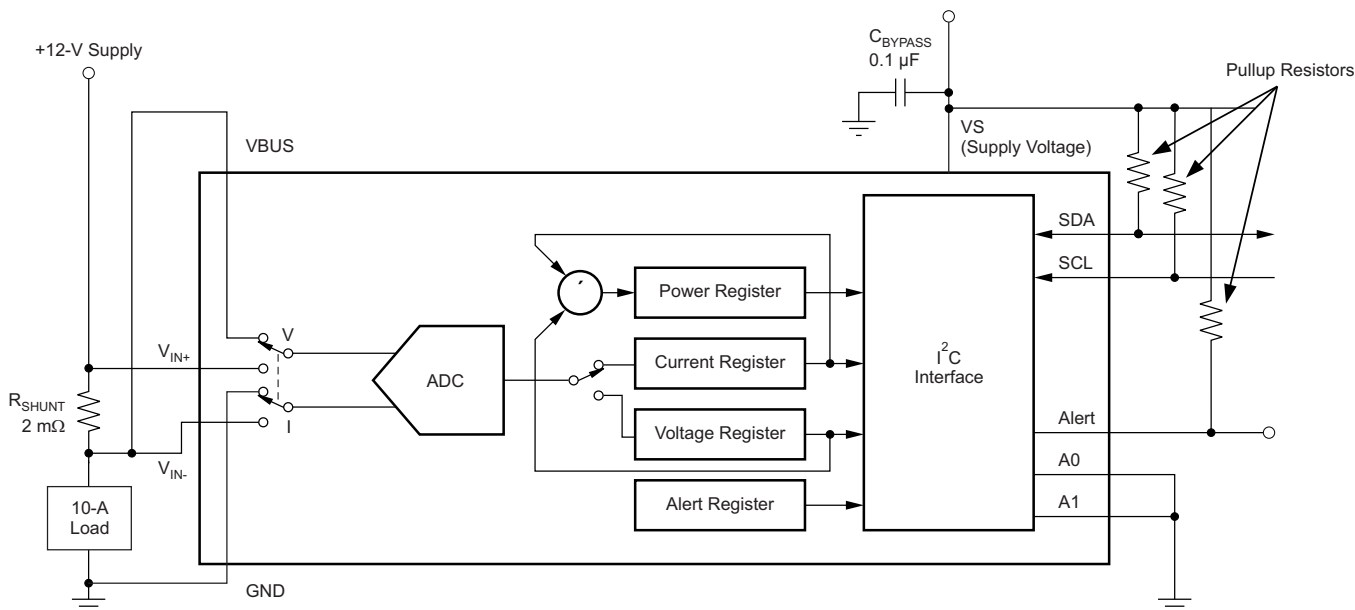 +12-V Supply
C_BYPASS
0.1 µF
Pullup Resistors
VBUS
VS
(Supply Voltage)
SDA
SCL
Power Register
V
V_IN+
ADC
Current Register
I²C
Interface
R_SHUNT
2 mΩ
I
Voltage Register
Alert
V_IN-
A0
10-A
Load
Alert Register
A1
GND
´